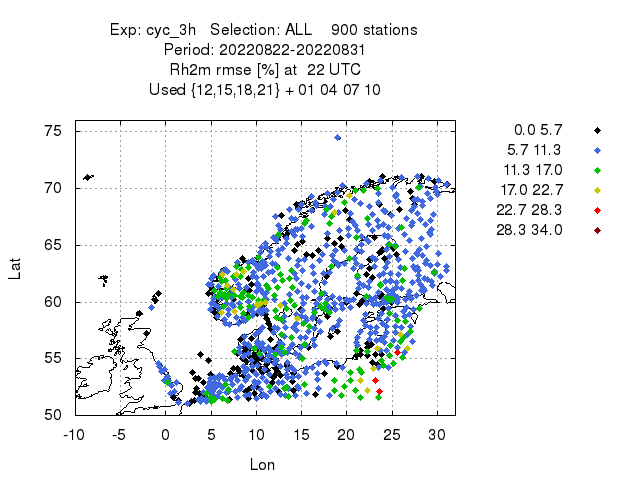 Exp: cyc_3h   Selection: ALL    900 stations
Period: 20220822-20220831
Rh2m rmse [%] at  22 UTC
Used {12,15,18,21} + 01 04 07 10
0.0 5.7
5.7 11.3
11.3 17.0
17.0 22.7
22.7 28.3
28.3 34.0
Lat
75
70
65
60
55
50
-10 -5 0 5 10 15 20 25 30
Lon